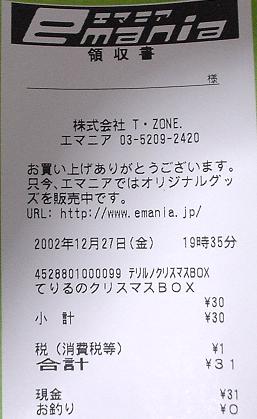 エマニア
emania
領収書
様
株式会社 T・ZONE.
エマニア 03-5209-2420
お買い上げありがとうございます。
只今、エマニアではオリジナルグッ
ズを販売中です。
URL: http://www.emania.jp/
2002年12月27日(金) 19時35分
4528801000099 テリルノクリスマスBOX
てりるのクリスマスＢＯＸ
¥30
小 計 ¥30
税（消費税等） ¥1
合計 ¥３１
現金 ¥31
お釣り ¥0